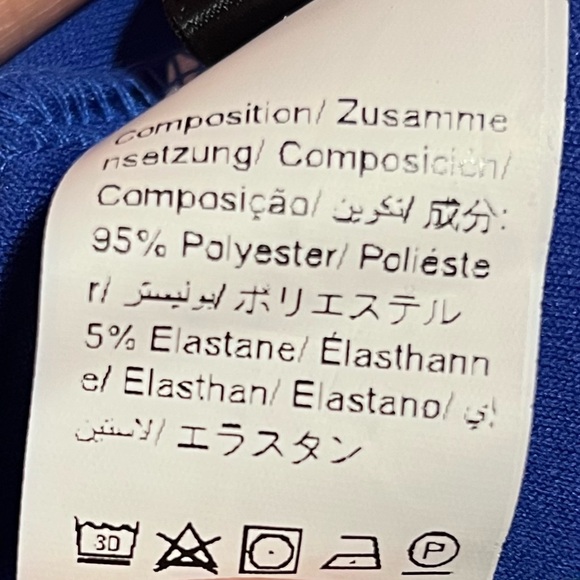 Composition/ Zusamme
nsetzung/ Composición/
Composição/ تكوين/ 成分:
95% Polyester/ Poliéste
r/ بوليستر/ ポリエステル
5% Elastane/ Élasthann
e/ Elasthan/ Elastano/ إي
لاستين/ エラスタン
30 P